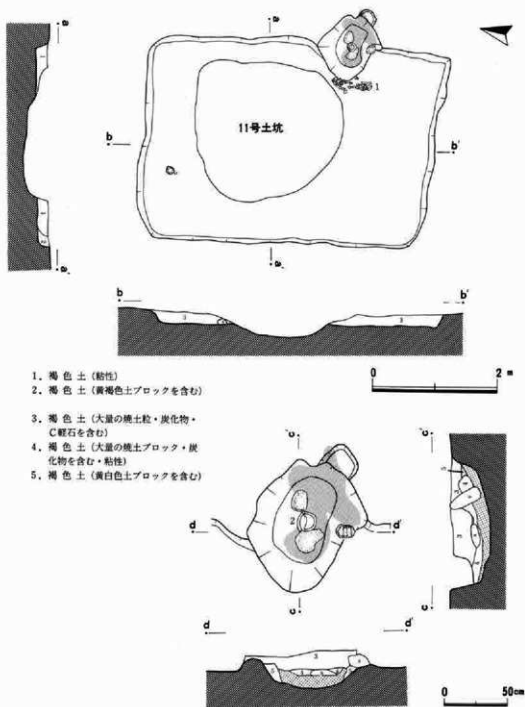 a
a
1
11号土坑
b
b'
a'
a'
b
b'
3
3
1、褐色土(粘性)
2、褐色土(黄褐色土ブロックを含む)
3、褐色土(大量の焼土粒・炭化物・
C軽石を含む)
4、褐色土(大量の焼土ブロック・炭
化物を含む・粘性)
5、褐色土(黄白色土ブロックを含む)
0
2 m
c'
c'
2
d
d'
c
c
d
d'
3
0
50cm